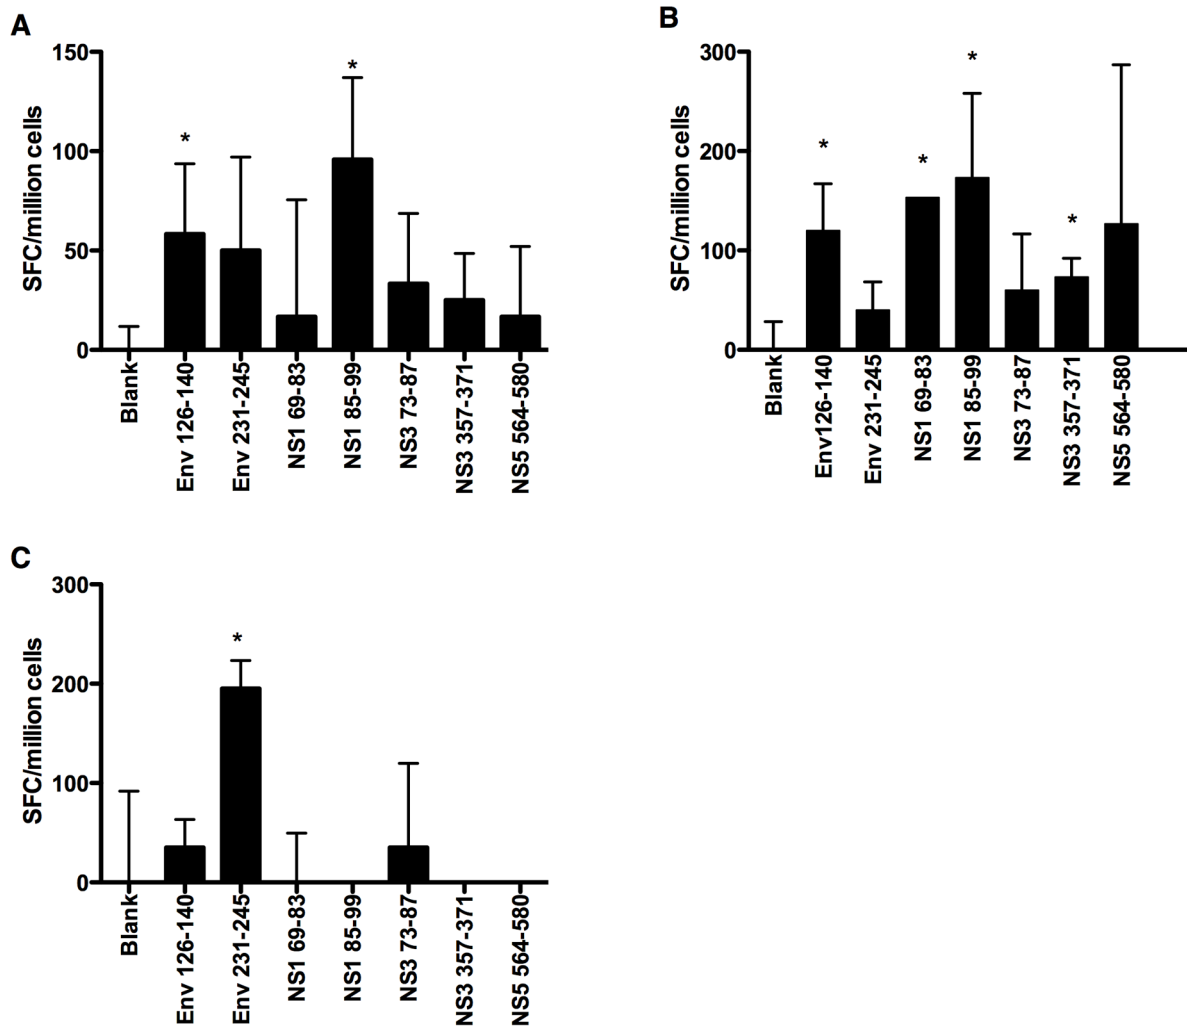 A
SFC/million cells
150
100
50
0
*
*
Blank
Env 126-140
Env 231-245
NS1 69-83
NS1 85-99
NS3 73-87
NS3 357-371
NS5 564-580
B
SFC/million cells
300
200
100
0
*
*
*
*
Blank
Env126-140
Env 231-245
NS1 69-83
NS1 85-99
NS3 73-87
NS3 357-371
NS5 564-580
C
SFC/million cells
300
200
100
0
*
Blank
Env 126-140
Env 231-245
NS1 69-83
NS1 85-99
NS3 73-87
NS3 357-371
NS5 564-580